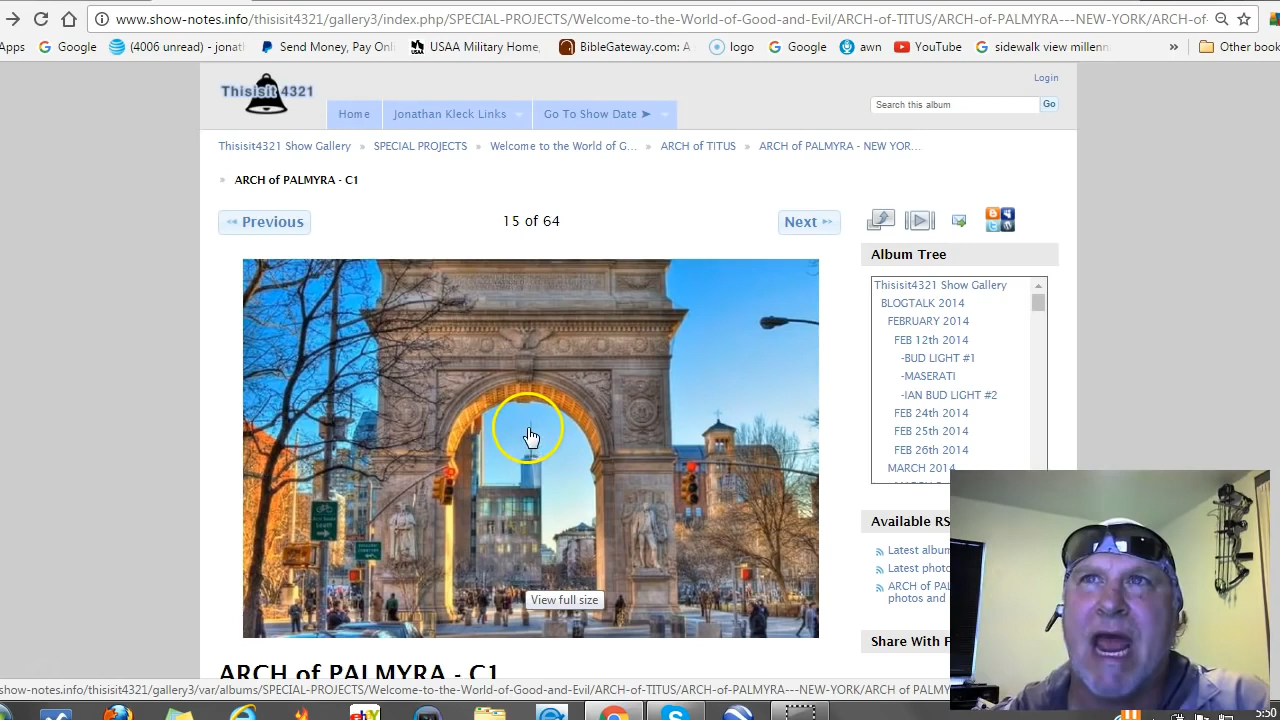 www.show-notes.info/thisisit4321/gallery3/index.php/SPECIAL-PROJECTS/Welcome-to-the-World-of-Good-and-Evil/ARCH-of-TITUS/ARCH-of-PALMYRA---NEW-YORK/ARCH-of-
Apps Google (4006 unread) - jonat Send Money, Pay Onli USAA Military Home, BibleGateway.com: A logo Google awn YouTube sidewalk view millenn » Other book
Thisisit 4321
Login
Search this album Go
Home Jonathan Kleck Links Go To Show Date ➤
Thisisit4321 Show Gallery » SPECIAL PROJECTS » Welcome to the World of G... » ARCH of TITUS » ARCH of PALMYRA - NEW YOR...
» ARCH of PALMYRA - C1
Previous 15 of 64 Next
Album Tree
Thisisit4321 Show Gallery
BLOGTALK 2014
FEBRUARY 2014
FEB 12th 2014
-BUD LIGHT #1
-MASERATI
-IAN BUD LIGHT #2
FEB 24th 2014
FEB 25th 2014
FEB 26th 2014
MARCH 2014
View full size
Available RS
Latest album
Latest photo
ARCH of PAL
photos and
Share With F
ARCH of PALMYRA - C1
show-notes.info/thisisit4321/gallery3/var/albums/SPECIAL-PROJECTS/Welcome-to-the-World-of-Good-and-Evil/ARCH-of-TITUS/ARCH-of-PALMYRA---NEW-YORK/ARCH of PALMYRA
ebY
5:50